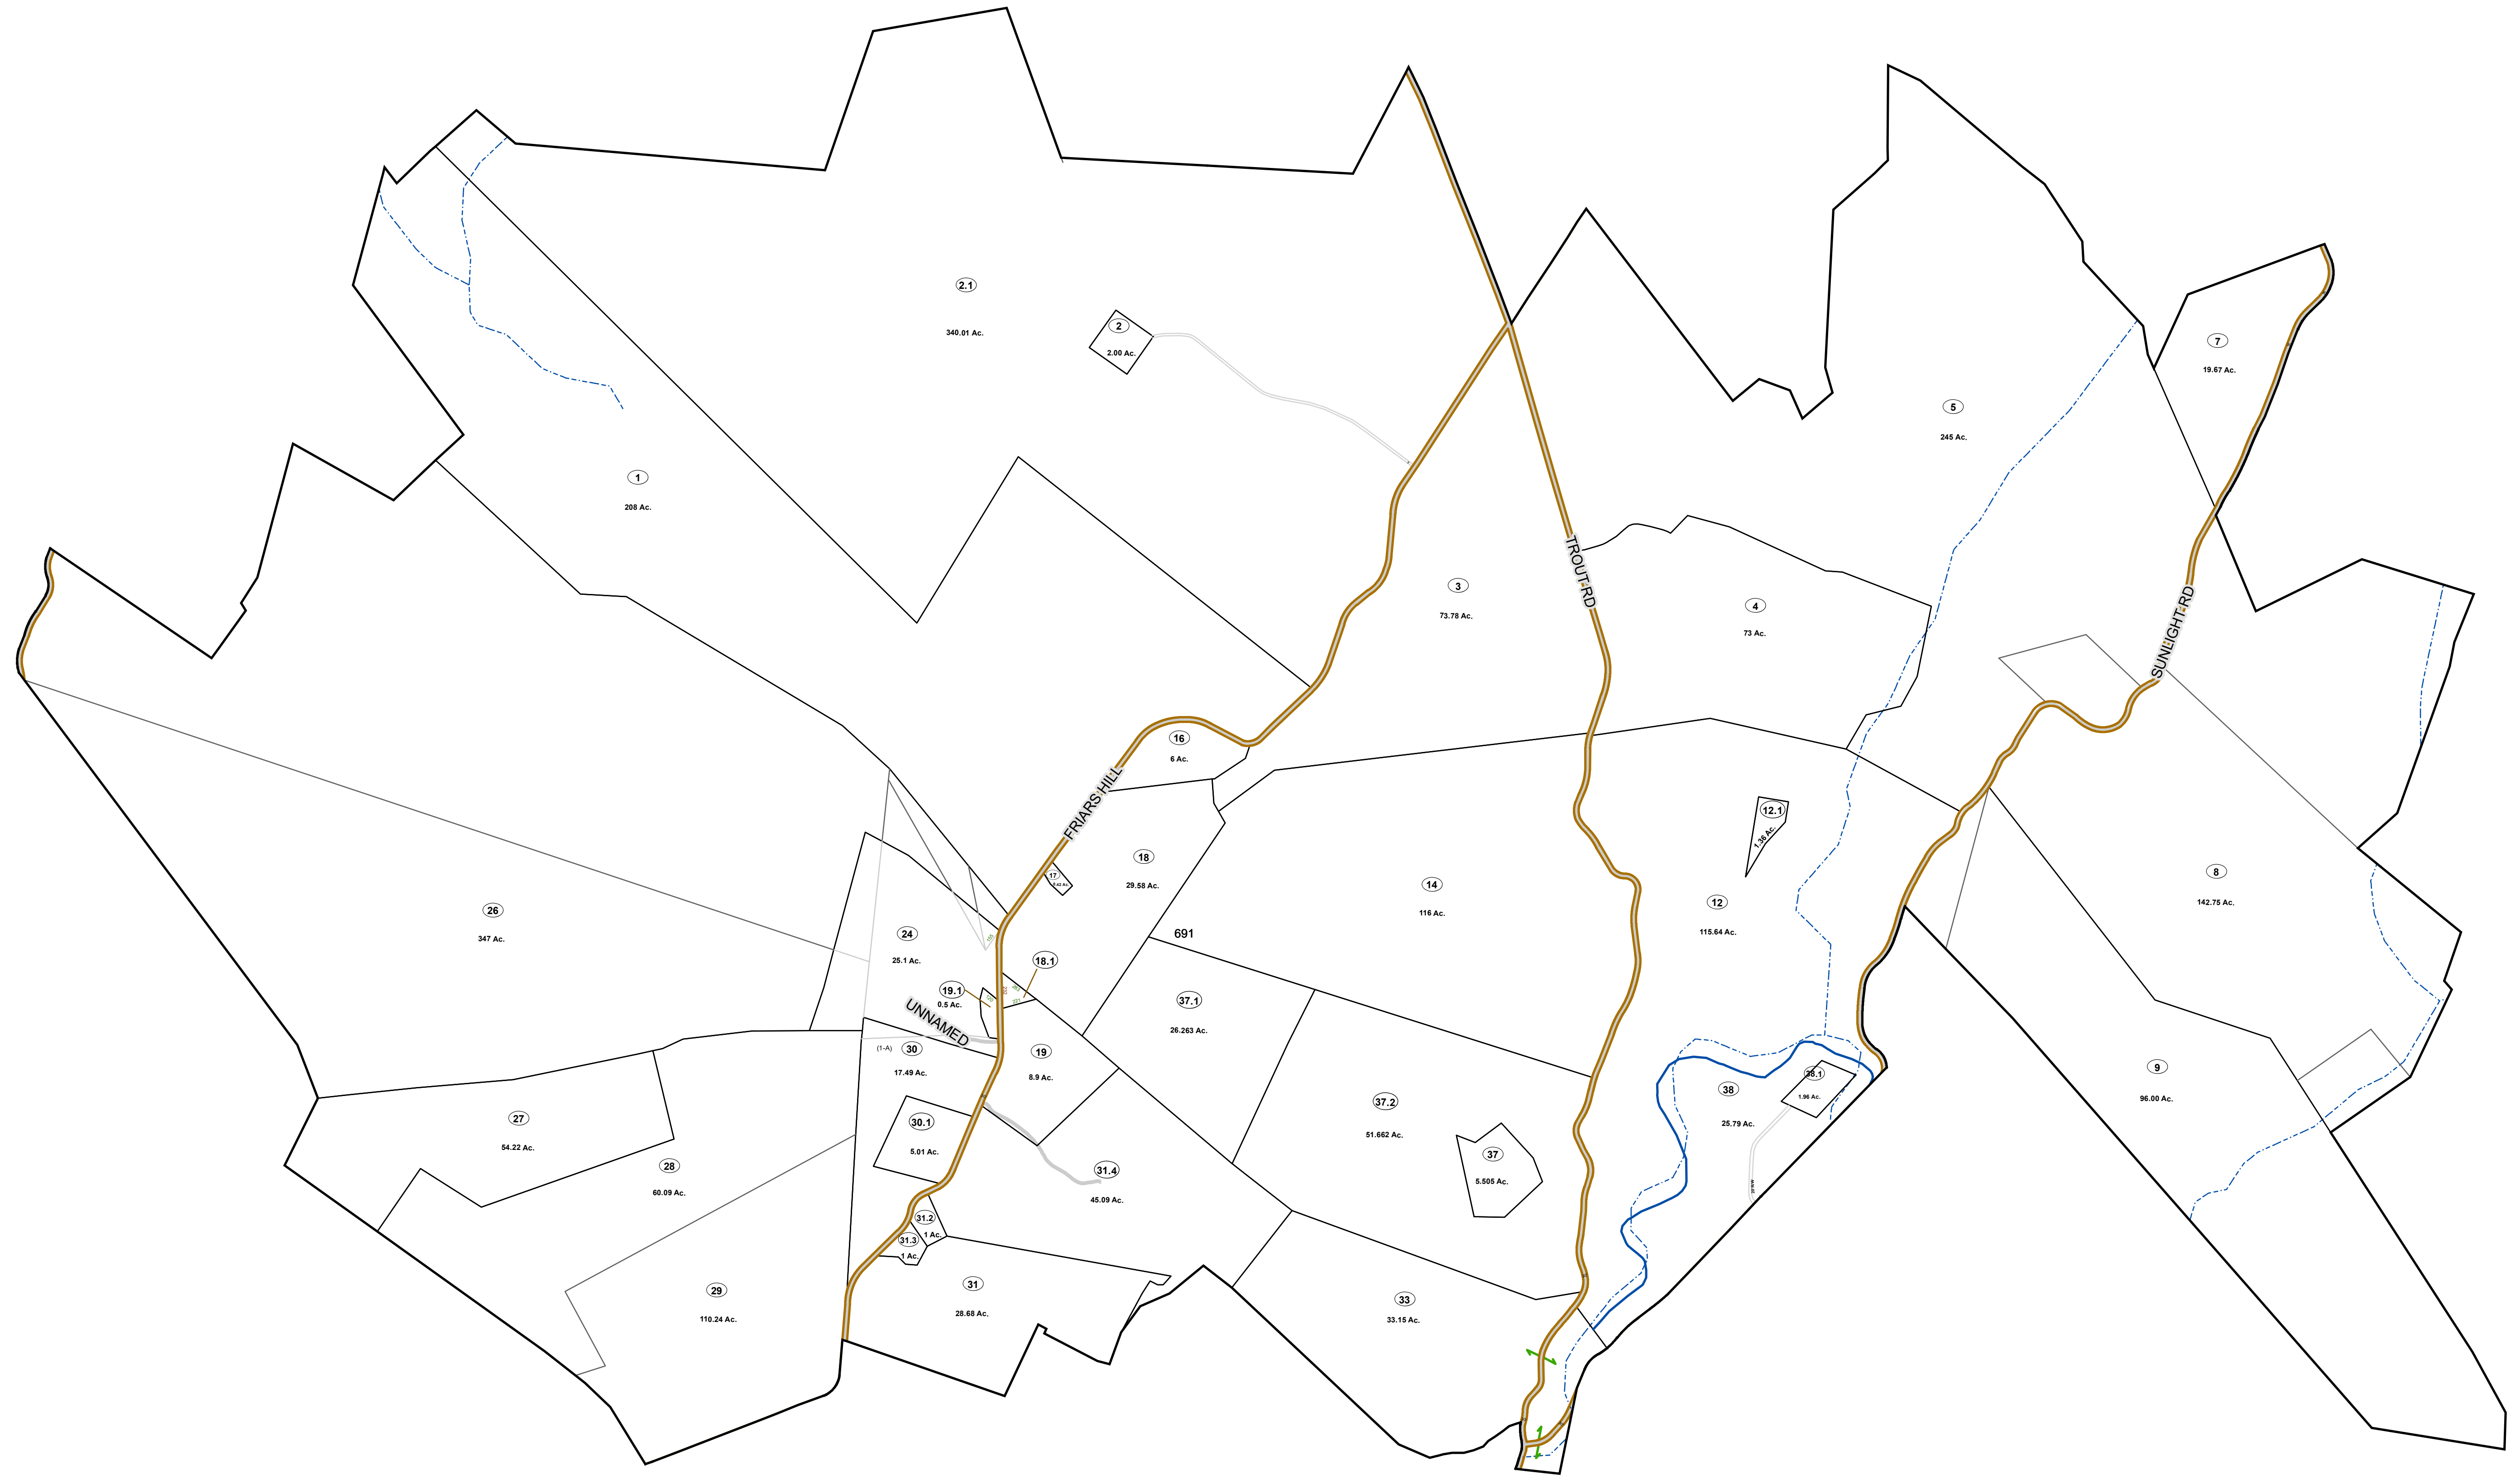 2.1
340.01 Ac.
2
2.00 Ac.
7
19.67 Ac.
5
245 Ac.
1
208 Ac.
TROUT RD
3
73.78 Ac.
4
73 Ac.
SUNLIGHT RD
16
6 Ac.
FRIARS HILL
12.1
1.36 Ac.
18
29.58 Ac.
17
0.42 Ac.
14
116 Ac.
8
142.75 Ac.
12
115.64 Ac.
26
347 Ac.
24
25.1 Ac.
691
18.1
19.1
0.5 Ac.
UNNAMED
37.1
26.263 Ac.
(1-A)
30
17.49 Ac.
19
8.9 Ac.
9
96.00 Ac.
38.1
1.96 Ac.
38
25.79 Ac.
37.2
51.662 Ac.
27
54.22 Ac.
30.1
5.01 Ac.
37
5.505 Ac.
28
60.09 Ac.
31.4
45.09 Ac.
31.2
1 Ac.
31.3
1 Ac.
29
110.24 Ac.
31
28.68 Ac.
33
33.15 Ac.